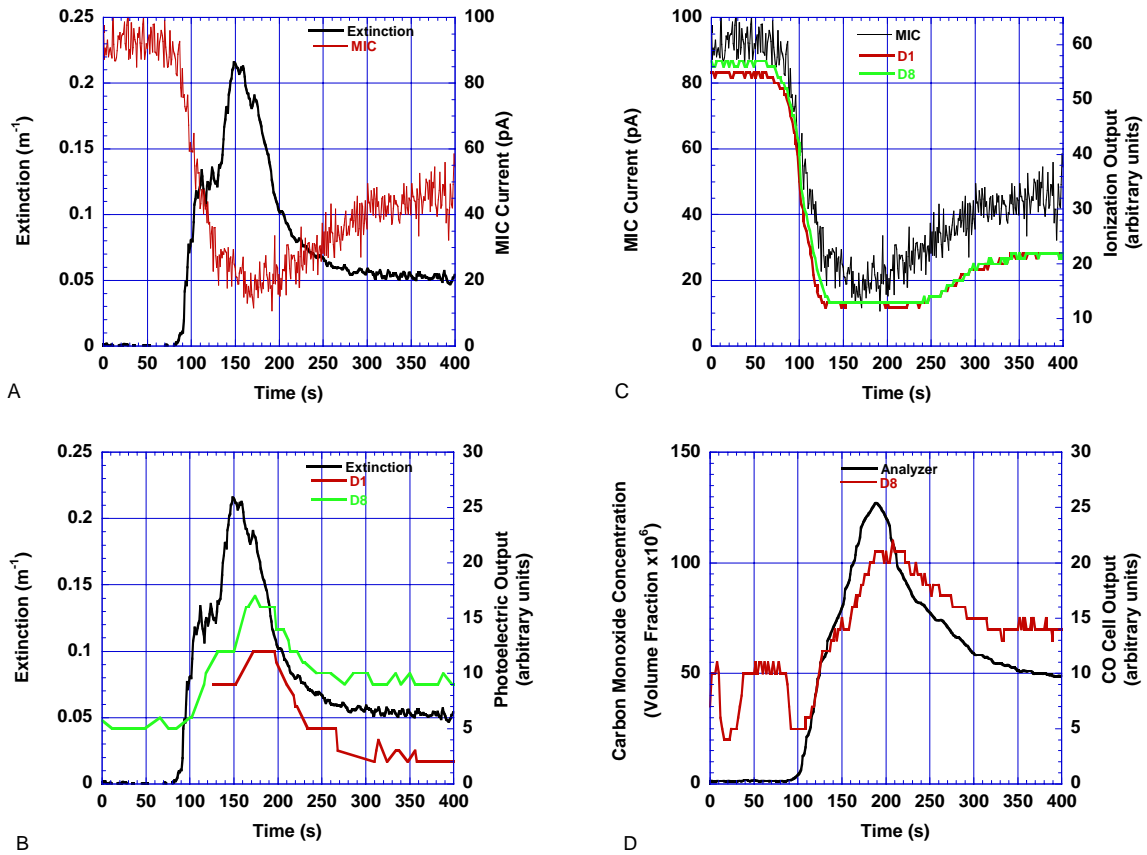 0.25
0.2
0.15
0.1
0.05
0
100
80
60
40
20
0
0 50 100 150 200 250 300 350 400
Extinction (m-1)
MIC Current (pA)
Time (s)
Extinction
MIC
A
100
80
60
40
20
0
60
50
40
30
20
10
0 50 100 150 200 250 300 350 400
MIC Current (pA)
Ionization Output
(arbitrary units)
Time (s)
MIC
D1
D8
C
0.25
0.2
0.15
0.1
0.05
0
30
25
20
15
10
5
0
0 50 100 150 200 250 300 350 400
Extinction (m-1)
Photoelectric Output
(arbitrary units)
Time (s)
Extinction
D1
D8
B
150
100
50
0
30
25
20
15
10
5
0
0 50 100 150 200 250 300 350 400
Carbon Monoxide Concentration
(Volume Fraction x106)
CO Cell Output
(arbitrary units)
Time (s)
Analyzer
D8
D